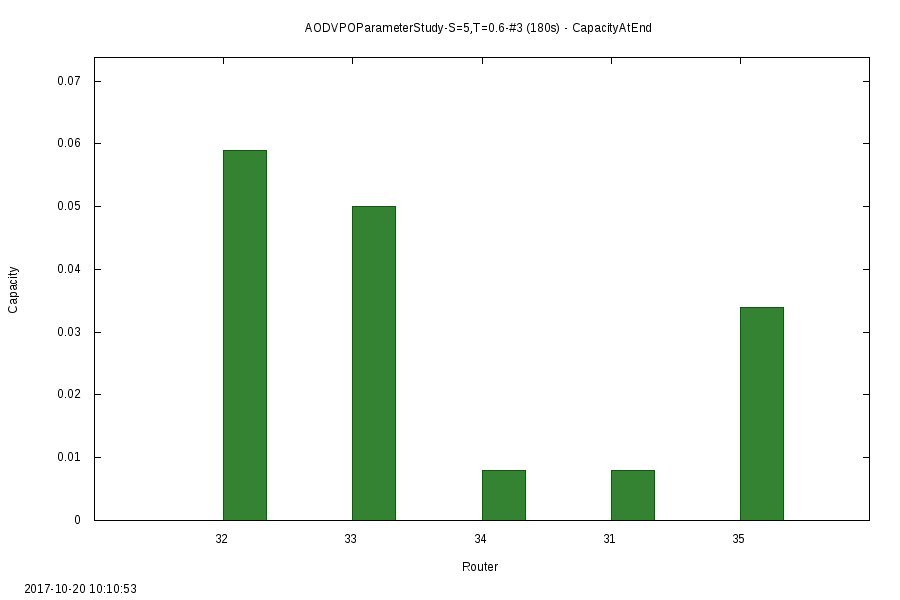 AODVPOParameterStudy-S=5,T=0.6-#3 (180s) - CapacityAtEnd
0.07
0.06
0.05
0.04
0.03
0.02
0.01
0
Capacity
32 33 34 31 35
Router
2017-10-20 10:10:53